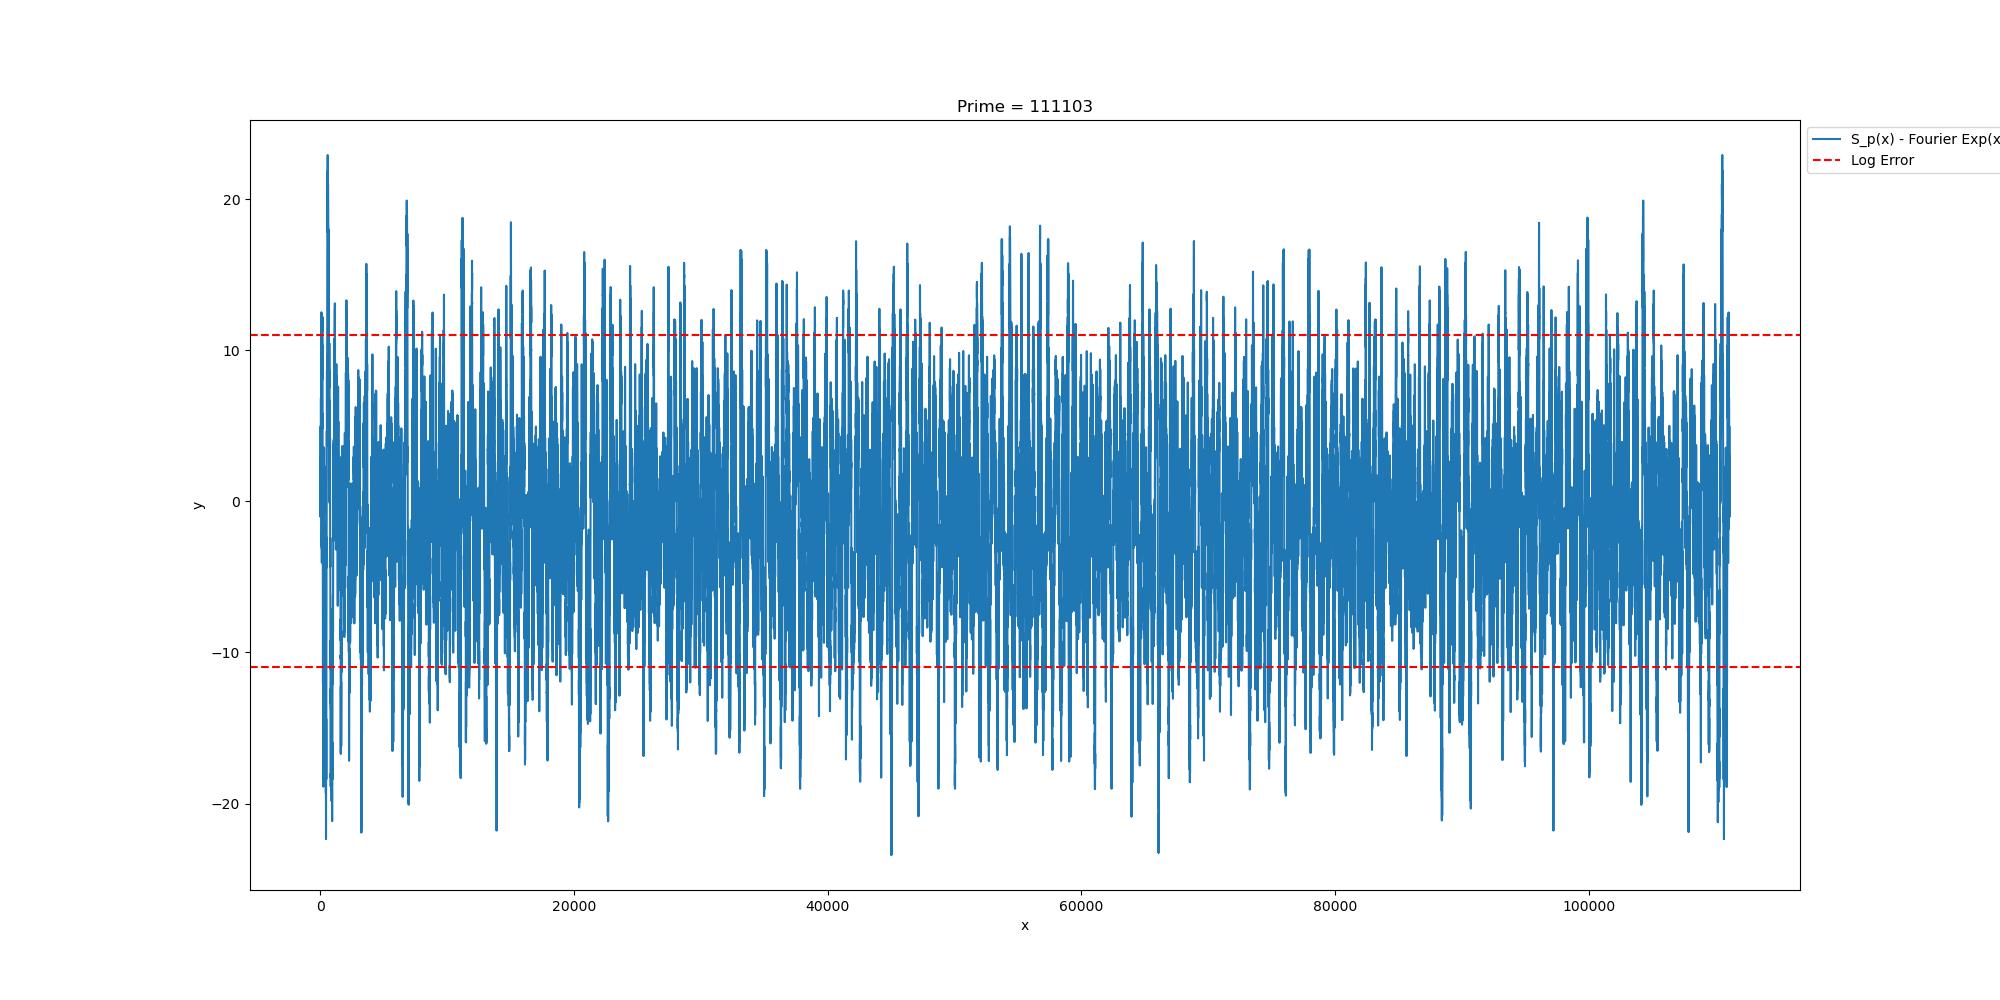 Prime = 111103
S_p(x) - Fourier Exp(x
Log Error
20
10
0
−10
−20
y
0 20000 40000 60000 80000 100000
x